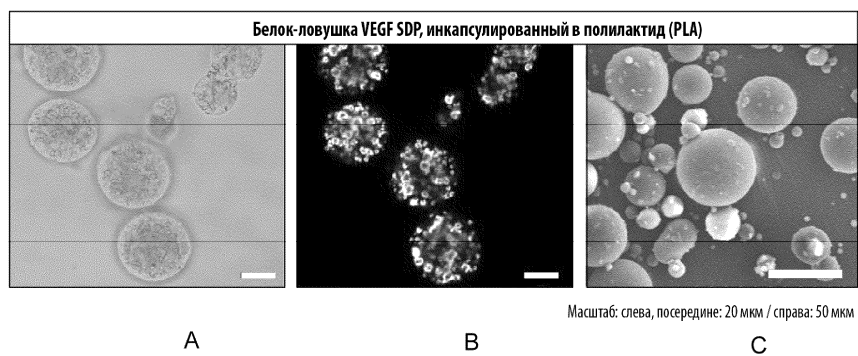 Белок-ловушка VEGF SDP, инкапсулированный в полилактид (PLA)
Масштаб: слева, посередине: 20 мкм / справа: 50 мкм
A B C